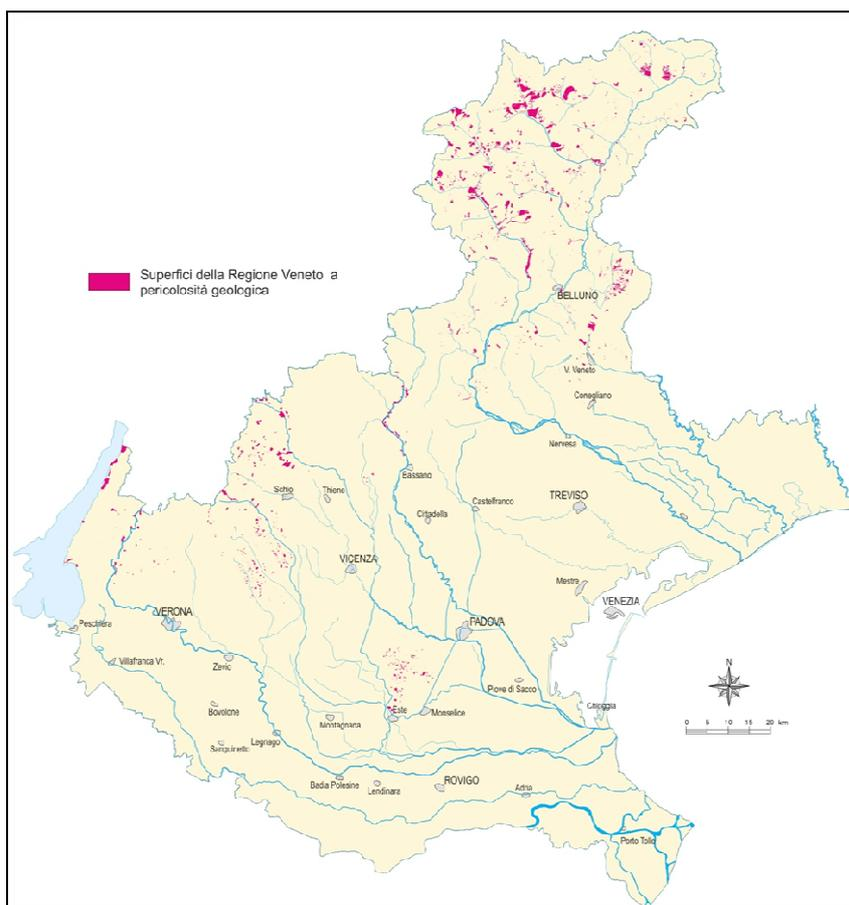 Superfici della Regione Veneto a
pericolosità geologica
BELLUNO
V. Veneto
Conegliano
Nervesa
Bassano
Schio
Thiene
Cittadella
Castelfranco
TREVISO
VICENZA
Mestre
VENEZIA
VERONA
PADOVA
Peschiera
Villafranca Vr.
Zevio
Piove di Sacco
N
Chioggia
Este
Monselice
Bovolone
Montagnana
0 5 10 15 20 km
Sanguinetto
Legnago
Badia Polesine
Lendinara
ROVIGO
Adria
Porto Tolle